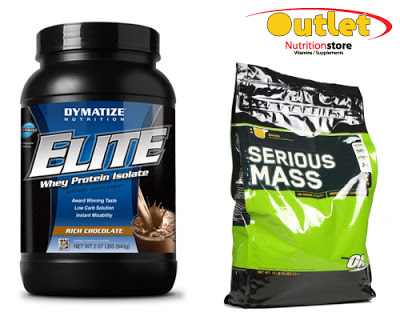 Outlet
Nutritionstore
Vitamins / Supplements
DYMATIZE
NUTRITION
ELITE
Whey Protein Isolate
Award Winning Taste
Low Carb Solution
Instant Mixability
RICH CHOCOLATE
NET WT 2.07 LBS (940g)
SERIOUS
MASS
ON